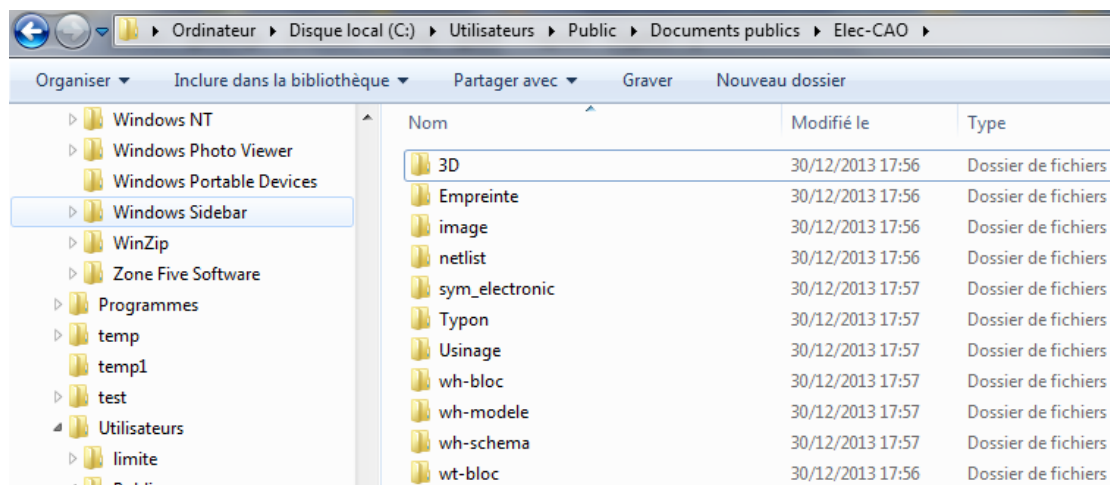 Ordinateur Disque local (C:) Utilisateurs Public Documents publics Elec-CAO
Organiser Inclure dans la bibliothèque Partager avec Graver Nouveau dossier
Windows NT
Windows Photo Viewer
Windows Portable Devices
Windows Sidebar
WinZip
Zone Five Software
Programmes
temp
temp1
test
Utilisateurs
limite
Nom Modifié le Type
3D 30/12/2013 17:56 Dossier de fichiers
Empreinte 30/12/2013 17:56 Dossier de fichiers
image 30/12/2013 17:56 Dossier de fichiers
netlist 30/12/2013 17:56 Dossier de fichiers
sym_electronic 30/12/2013 17:57 Dossier de fichiers
Typon 30/12/2013 17:57 Dossier de fichiers
Usinage 30/12/2013 17:57 Dossier de fichiers
wh-bloc 30/12/2013 17:57 Dossier de fichiers
wh-modele 30/12/2013 17:57 Dossier de fichiers
wh-schema 30/12/2013 17:57 Dossier de fichiers
wt-bloc 30/12/2013 17:56 Dossier de fichiers